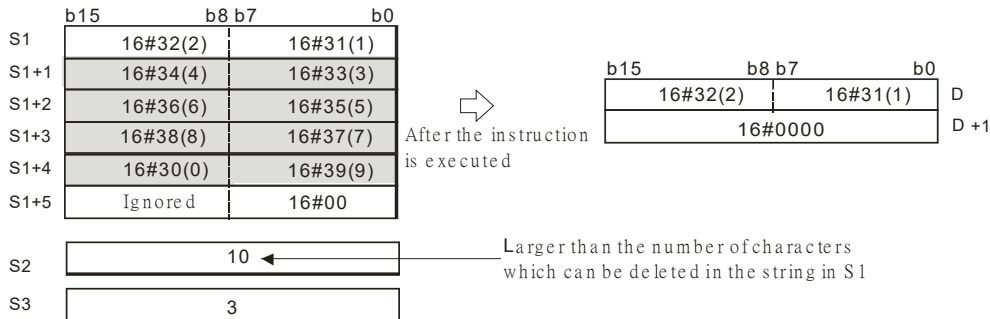 b15 b8 b7 b0
S1 16#32(2) 16#31(1)
S1+1 16#34(4) 16#33(3)
S1+2 16#36(6) 16#35(5)
S1+3 16#38(8) 16#37(7)
S1+4 16#30(0) 16#39(9)
S1+5 Ignored 16#00
After the instruction
is executed
b15 b8 b7 b0
16#32(2) 16#31(1) D
16#0000 D +1
S2 10
Larger than the number of characters
which can be deleted in the string in S1
S3 3